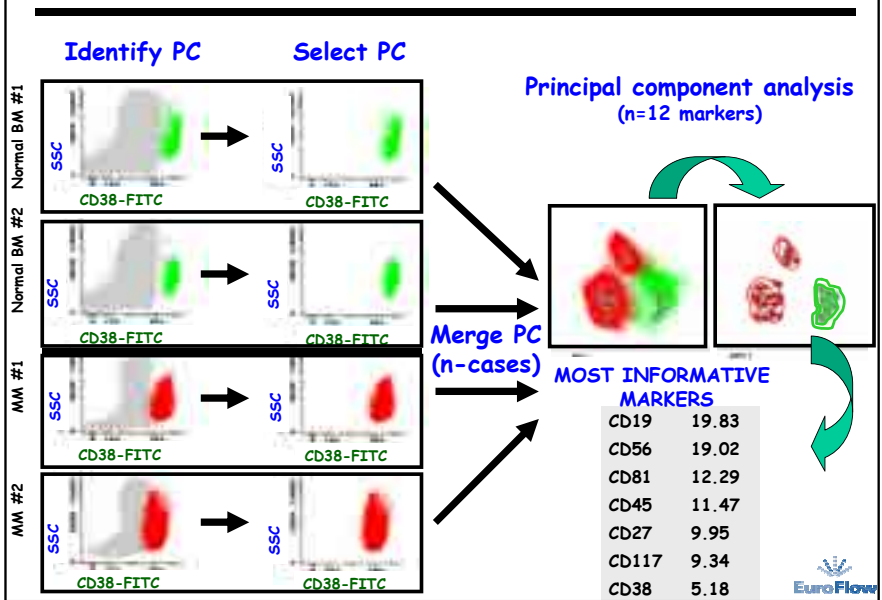 Identify PC
Select PC
Principal component analysis
(n=12 markers)
Normal BM #1
SSC
CD38-FITC
SSC
CD38-FITC
Normal BM #2
SSC
CD38-FITC
SSC
CD38-FITC
Merge PC
(n-cases)
MM #1
SSC
CD38-FITC
SSC
CD38-FITC
MM #2
SSC
CD38-FITC
SSC
CD38-FITC
MOST INFORMATIVE
MARKERS
CD19 19.83
CD56 19.02
CD81 12.29
CD45 11.47
CD27 9.95
CD117 9.34
CD38 5.18
EuroFlow